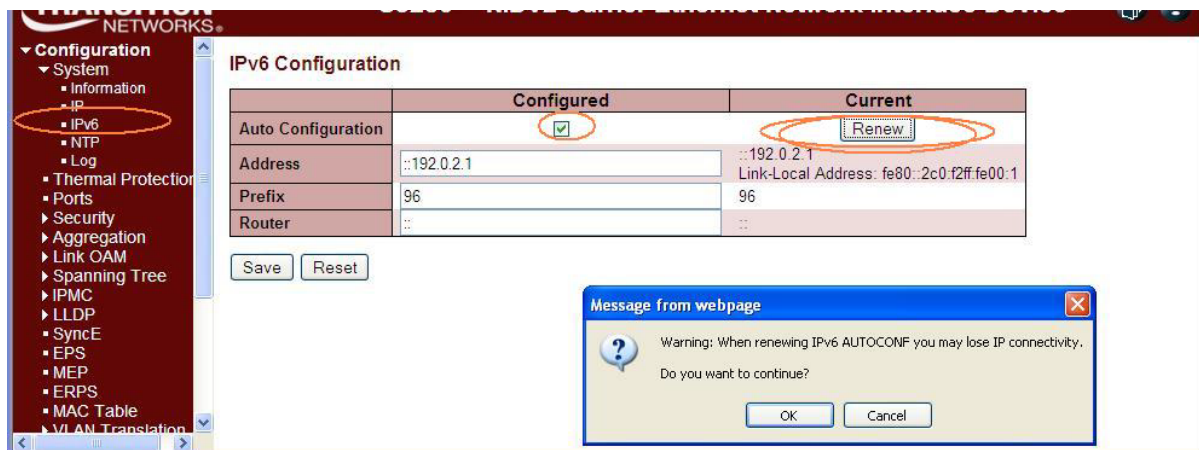 NETWORKS®
Configuration
System
Information
IP
IPv6
NTP
Log
Thermal Protection
Ports
Security
Aggregation
Link OAM
Spanning Tree
IPMC
LLDP
SyncE
EPS
MEP
ERPS
MAC Table
VLAN Translation
IPv6 Configuration
Configured Current
Auto Configuration Renew
Address ::192.0.2.1 ::192.0.2.1
Link-Local Address: fe80::2c0:f2ff:fe00:1
Prefix 96 96
Router :: ::
Save Reset
Message from webpage
Warning: When renewing IPv6 AUTOCONF you may lose IP connectivity.
Do you want to continue?
OK Cancel